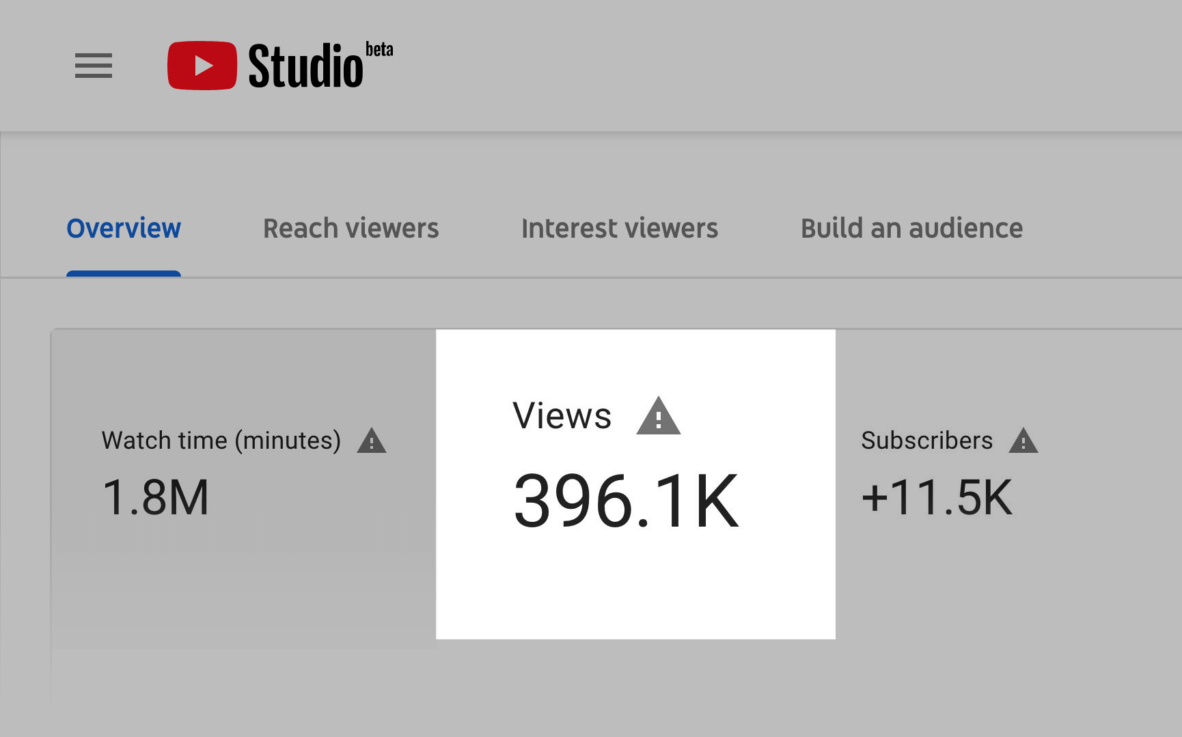 Studio beta
Overview Reach viewers Interest viewers Build an audience
Watch time (minutes) Views Subscribers
1.8M 396.1K +11.5K